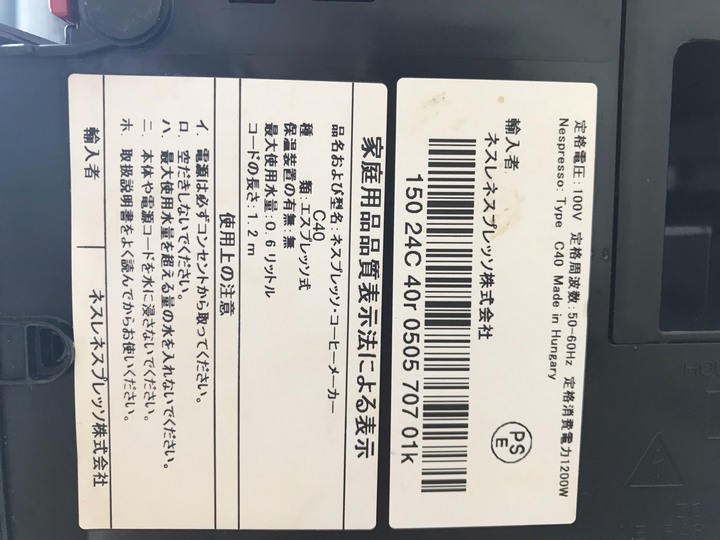 定格電圧:100V 定格周波数:50-60Hz 定格消費電力1200W
Nespresso: Type C40 Made in Hungary
PS
E
輸入者
ネスレネスプレッソ株式会社
150 24C 40r 0505 707 01k
家庭用品品質表示法による表示
品名および型名:ネスプレッソ・コーヒーメーカー
C40
種 類:エスプレッソ式
保温装置の有無:無
最大使用水量:0.6リットル
コードの長さ:1.2m
使用上の注意
イ. 電源は必ずコンセントから取ってください。
ロ. 空だきしないでください。
ハ. 最大使用水量を超える量の水を入れないでください。
ニ. 本体や電源コードを水に浸さないでください。
ホ. 取扱説明書をよく読んでからお使いください。
輸入者 ネスレネスプレッソ株式会社